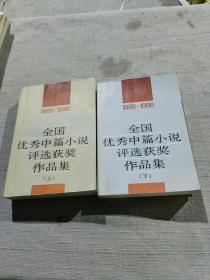 1985-1986
全国
优秀中篇小说
评选获奖
作品集
(上)
1985-1986
全国
优秀中篇小说
评选获奖
作品集
(下)